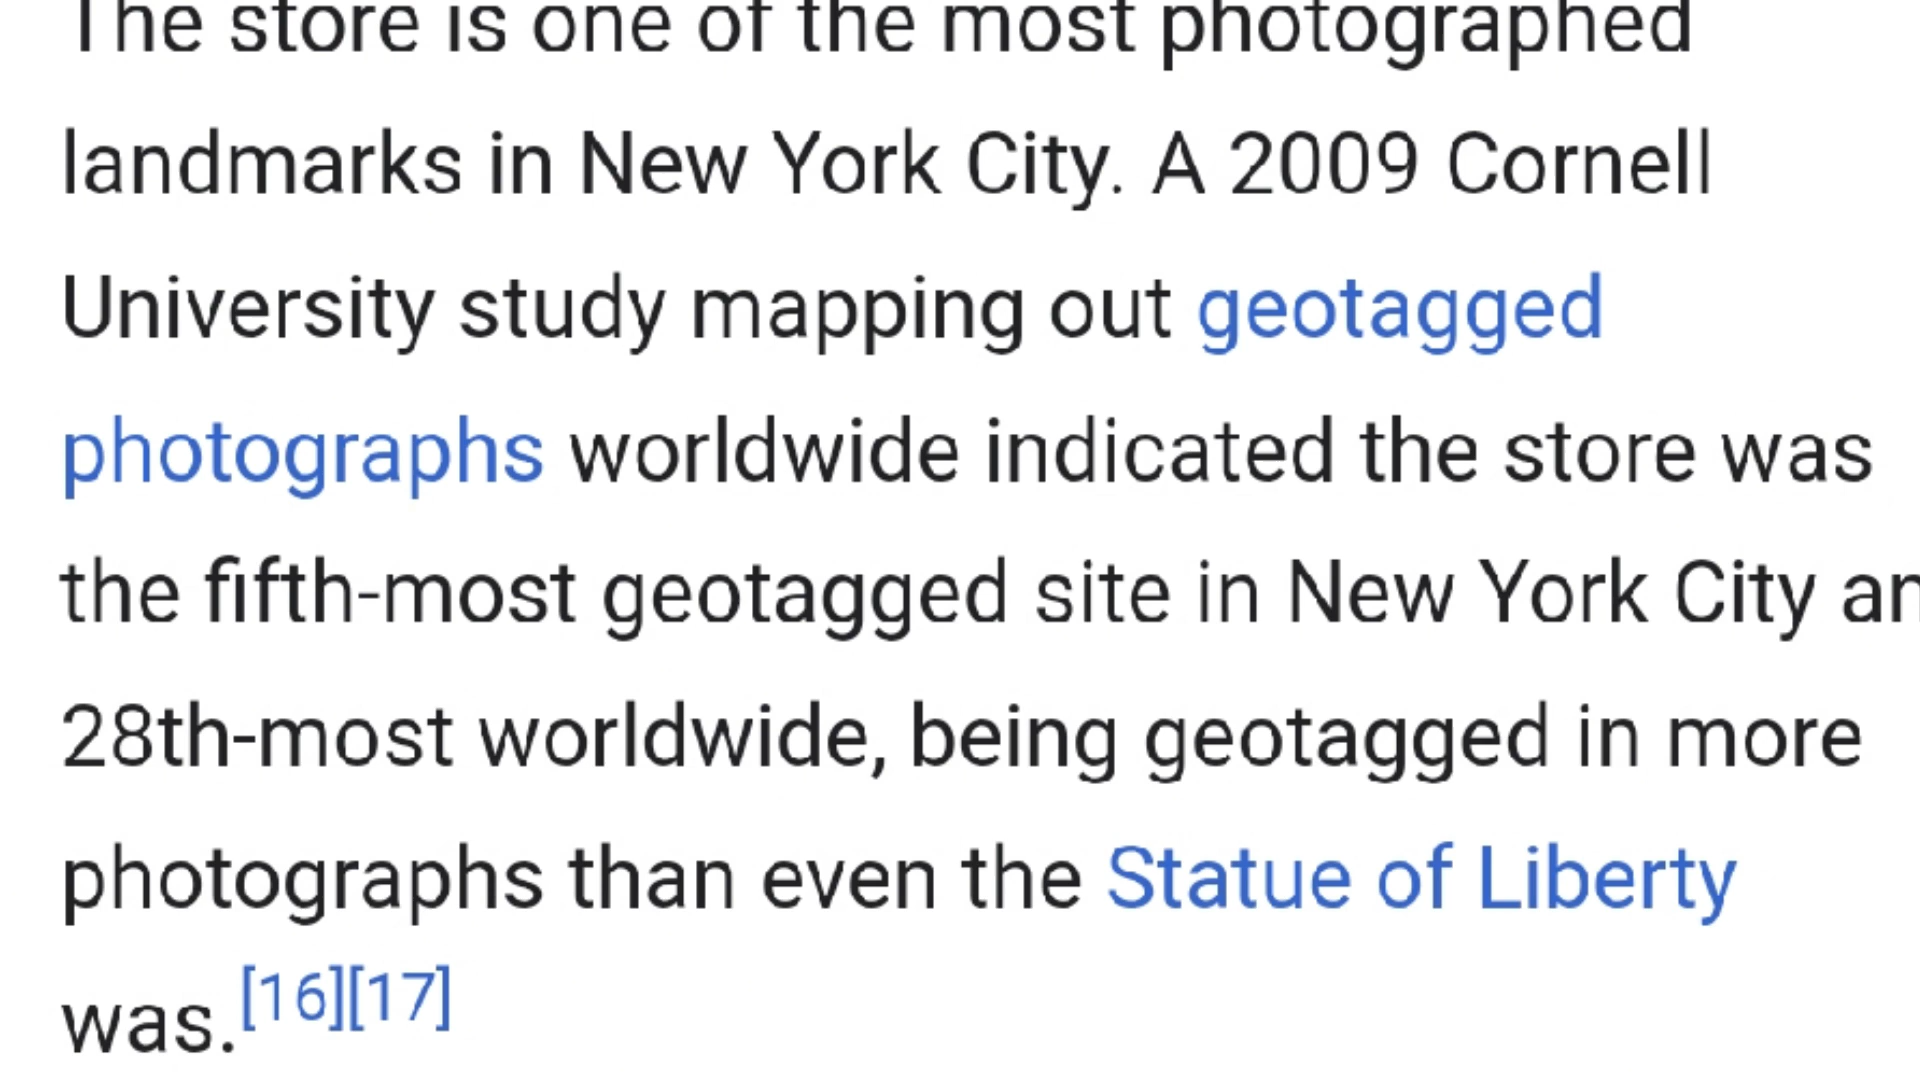 The store is one of the most photographed
landmarks in New York City. A 2009 Cornell
University study mapping out geotagged
photographs worldwide indicated the store was
the fifth-most geotagged site in New York City an
28th-most worldwide, being geotagged in more
photographs than even the Statue of Liberty
was.[16][17]